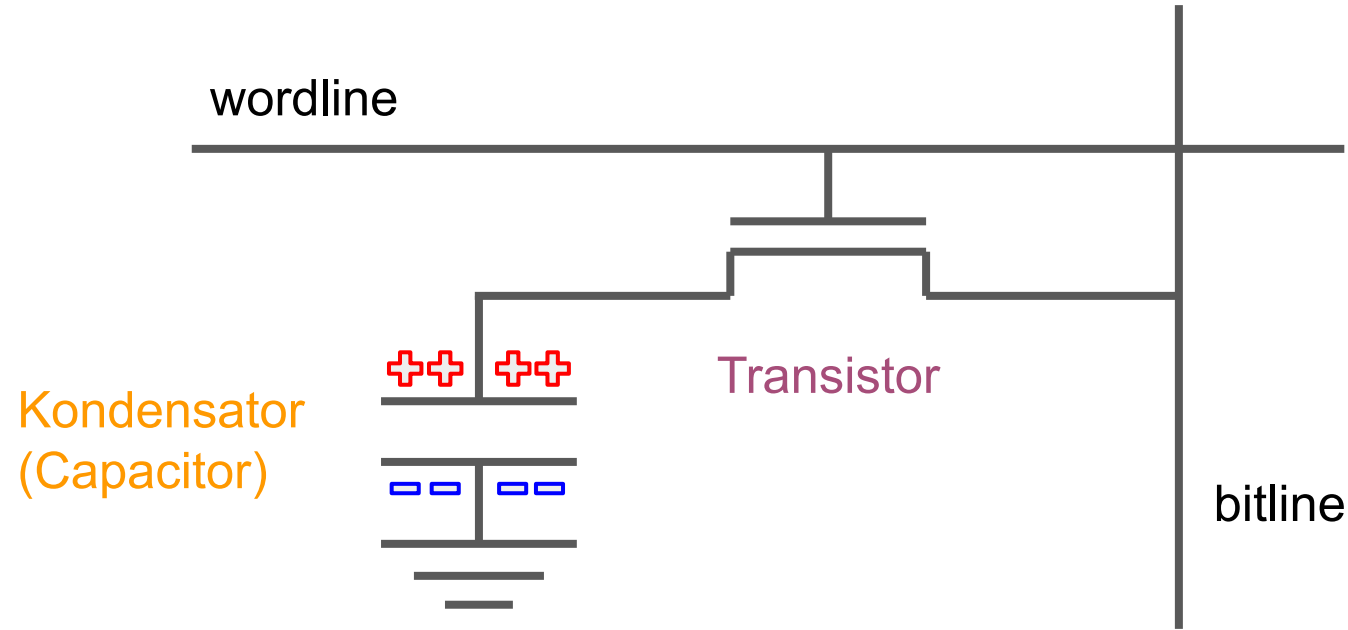 wordline
Transistor
Kondensator
(Capacitor)
bitline